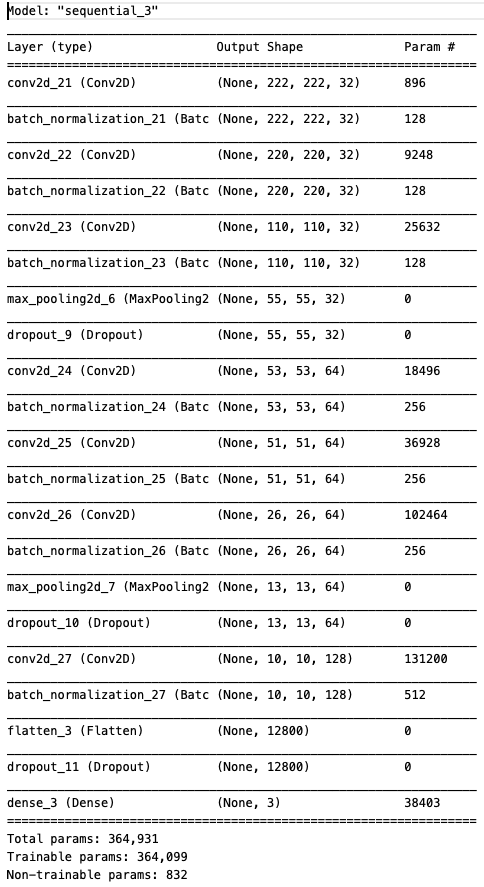 Model: "sequential_3"
Layer (type) Output Shape Param #
conv2d_21 (Conv2D) (None, 222, 222, 32) 896
batch_normalization_21 (Batc (None, 222, 222, 32) 128
conv2d_22 (Conv2D) (None, 220, 220, 32) 9248
batch_normalization_22 (Batc (None, 220, 220, 32) 128
conv2d_23 (Conv2D) (None, 110, 110, 32) 25632
batch_normalization_23 (Batc (None, 110, 110, 32) 128
max_pooling2d_6 (MaxPooling2 (None, 55, 55, 32) 0
dropout_9 (Dropout) (None, 55, 55, 32) 0
conv2d_24 (Conv2D) (None, 53, 53, 64) 18496
batch_normalization_24 (Batc (None, 53, 53, 64) 256
conv2d_25 (Conv2D) (None, 51, 51, 64) 36928
batch_normalization_25 (Batc (None, 51, 51, 64) 256
conv2d_26 (Conv2D) (None, 26, 26, 64) 102464
batch_normalization_26 (Batc (None, 26, 26, 64) 256
max_pooling2d_7 (MaxPooling2 (None, 13, 13, 64) 0
dropout_10 (Dropout) (None, 13, 13, 64) 0
conv2d_27 (Conv2D) (None, 10, 10, 128) 131200
batch_normalization_27 (Batc (None, 10, 10, 128) 512
flatten_3 (Flatten) (None, 12800) 0
dropout_11 (Dropout) (None, 12800) 0
dense_3 (Dense) (None, 3) 38403
Total params: 364,931
Trainable params: 364,099
Non-trainable params: 832